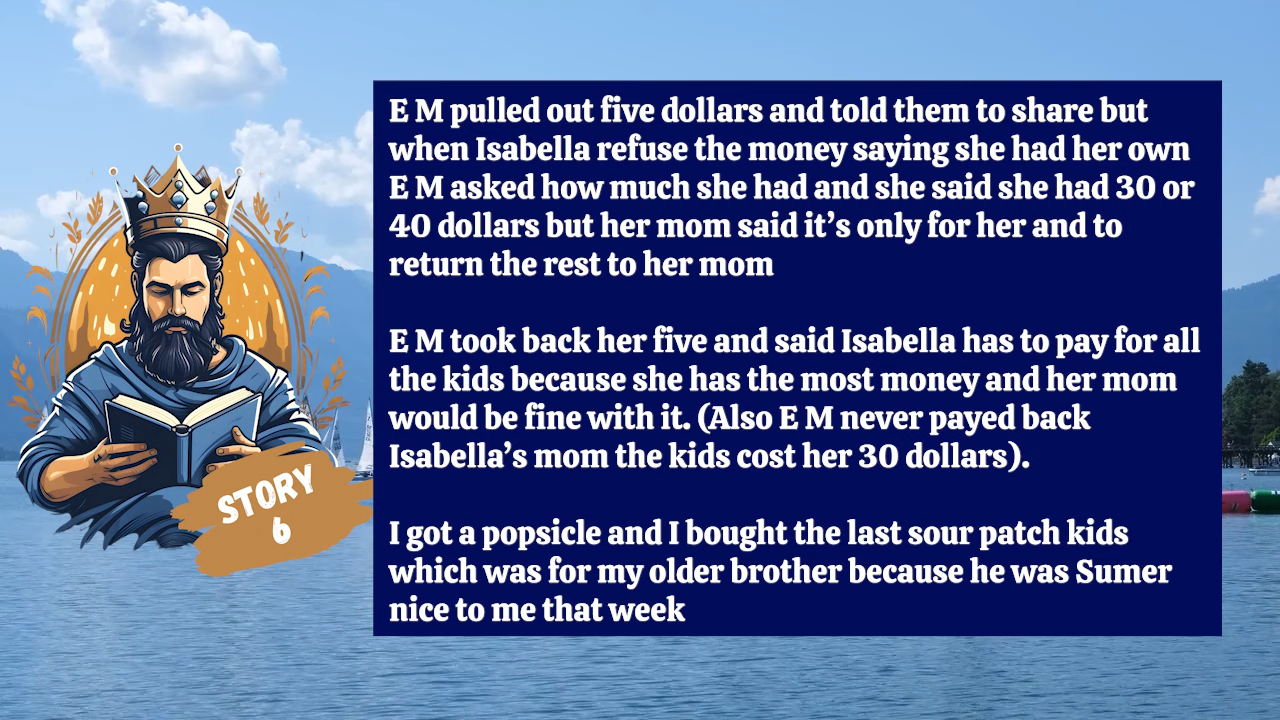 E M pulled out five dollars and told them to share but
when Isabella refuse the money saying she had her own
E M asked how much she had and she said she had 30 or
40 dollars but her mom said it’s only for her and to
return the rest to her mom
E M took back her five and said Isabella has to pay for all
the kids because she has the most money and her mom
would be fine with it. (Also E M never payed back
Isabella’s mom the kids cost her 30 dollars).
I got a popsicle and I bought the last sour patch kids
which was for my older brother because he was Sumer
nice to me that week
STORY
6